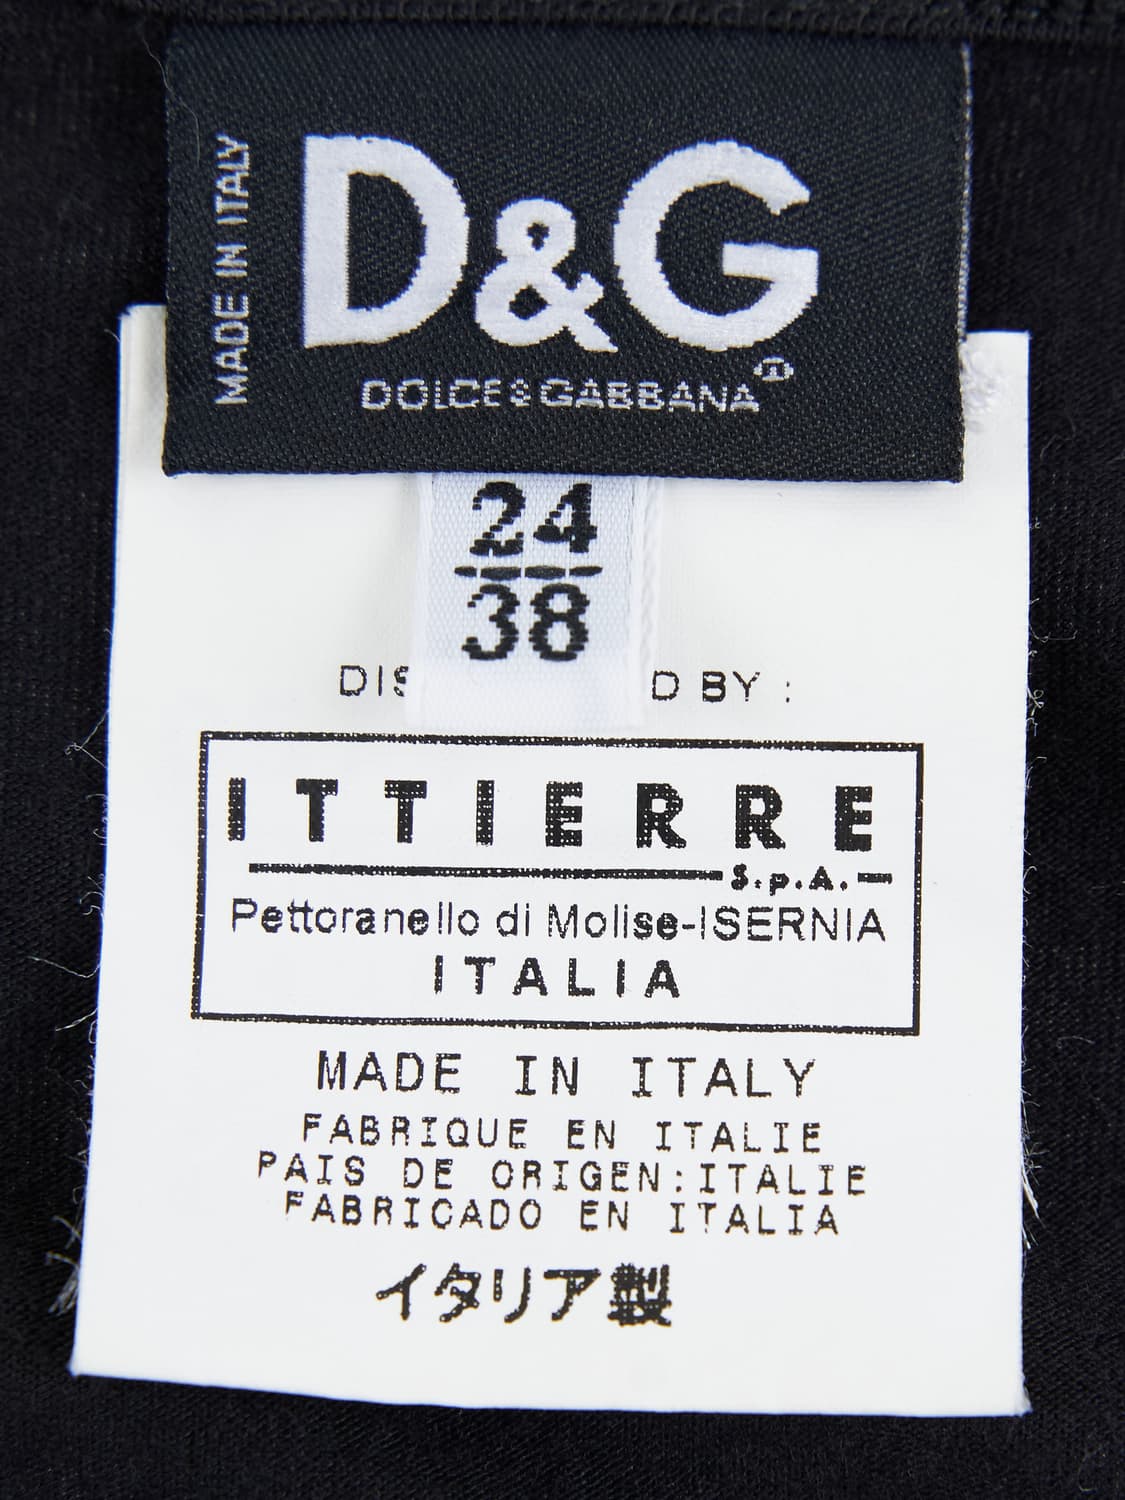 MADE IN ITALY
D&G
DOLCE&GABBANA®
24
38
D BY :
ITTIERRE
S.p.A.
Pettoranello di Molise-ISERNIA
ITALIA
MADE IN ITALY
FABRIQUE EN ITALIE
PAIS DE ORIGEN:ITALIE
FABRICADO EN ITALIA
イタリア製